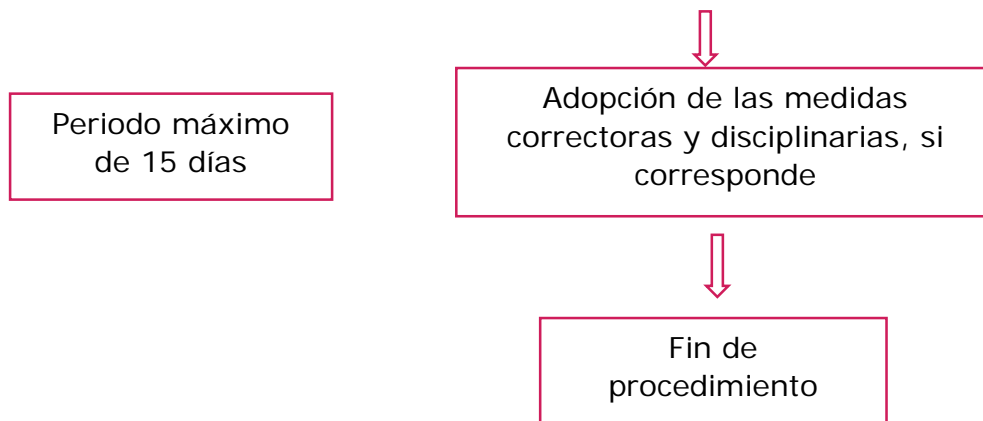 Periodo máximo
de 15 días
Adopción de las medidas
correctoras y disciplinarias, si
corresponde
Fin de
procedimiento